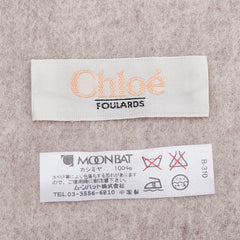 Chloé
FOULARDS
MOONBAT
カシミヤ 100%
ムーンバット株式会社
TEL.03-3556-6810 中国製
B-310